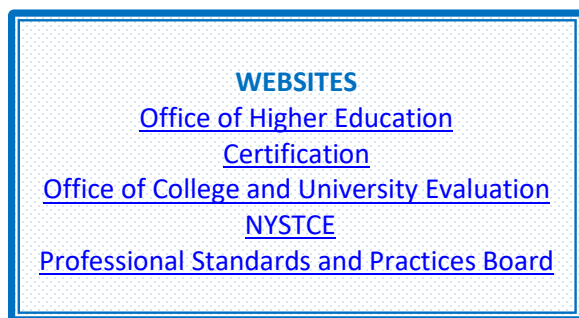 WEBSITES
Office of Higher Education
Certification
Office of College and University Evaluation
NYSTCE
Professional Standards and Practices Board